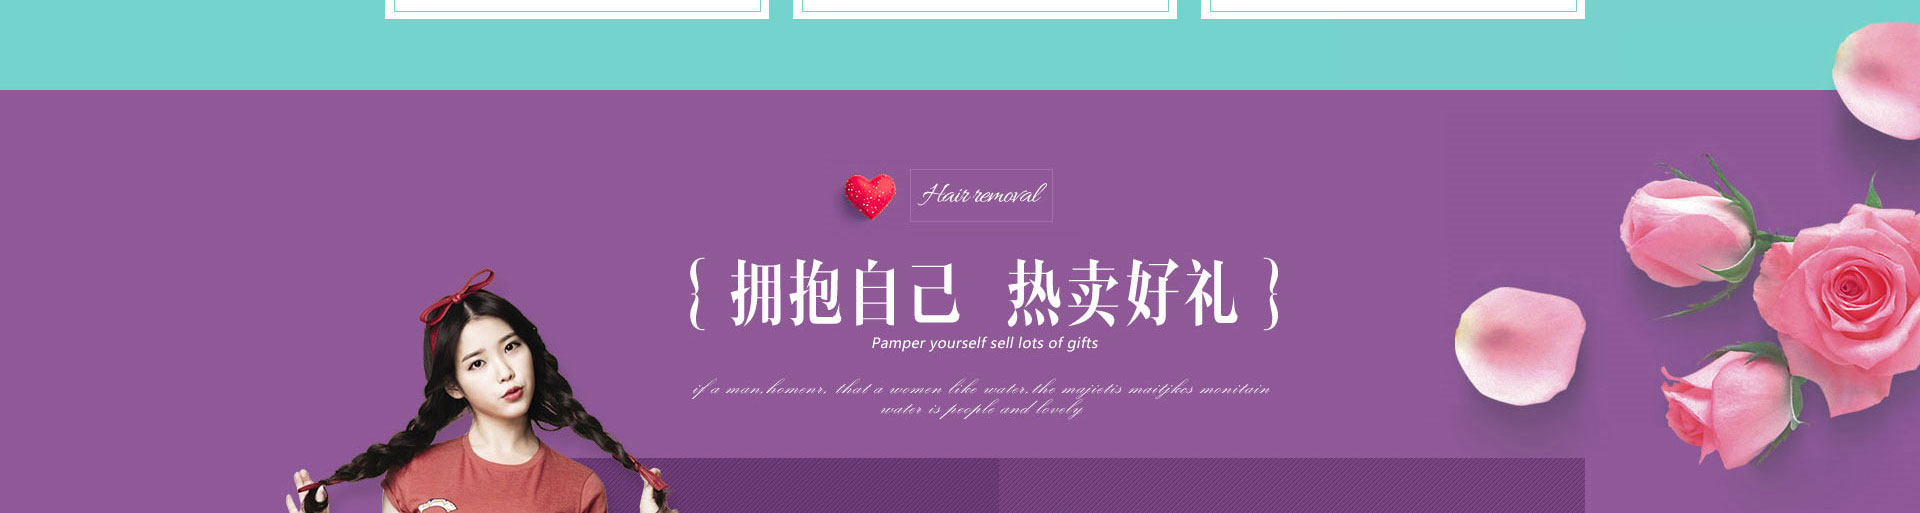 Hair removal
{ 拥抱自己 热卖好礼 }
Pamper yourself sell lots of gifts
if a man.homenr, that a women like water.the majietis maitjkcs monitain
water is people and lovely